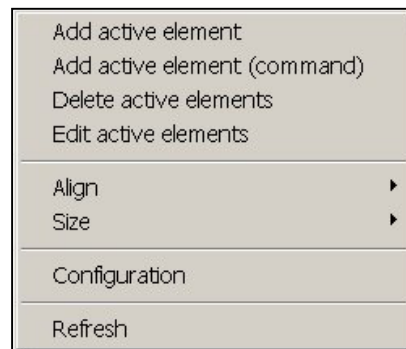 Add active element
Add active element (command)
Delete active elements
Edit active elements
Align
Size
Configuration
Refresh